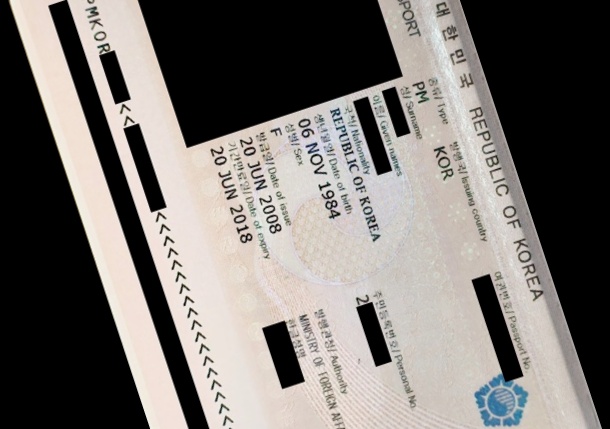 대한민국 REPUBLIC OF KOREA
PORT
종류/ Type
발행국/ Issuing country
여권번호/ Passport No.
PM
KOR
성/ Surname
이름/ Given names
국적/ Nationality
주민등록번호/ Personal No.
REPUBLIC OF KOREA
2
생년월일/ Date of birth
06 NOV 1984
성별/ Sex
발행관청/ Authority
F
MINISTRY OF FOREIGN AFF
발급일/ Date of issue
20 JUN 2008
기간만료일/ Date of expiry
20 JUN 2018
PMKOR
<<
<<<<<<<<<<<<<<<<<<